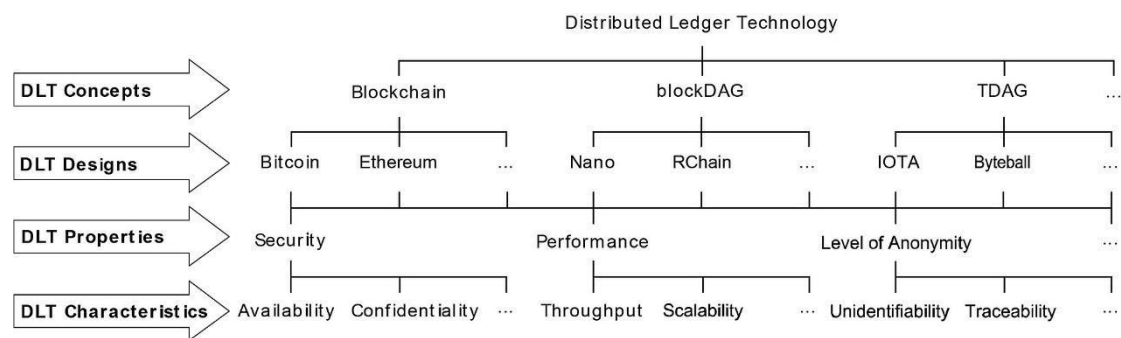 Distributed Ledger Technology
DLT Concepts Blockchain blockDAG TDAG ...
DLT Designs Bitcoin Ethereum ... Nano RChain ... IOTA Byteball ...
DLT Properties Security Performance Level of Anonymity ...
DLT Characteristics Availability Confidentiality ... Throughput Scalability ... Unidentifiability Traceability ...